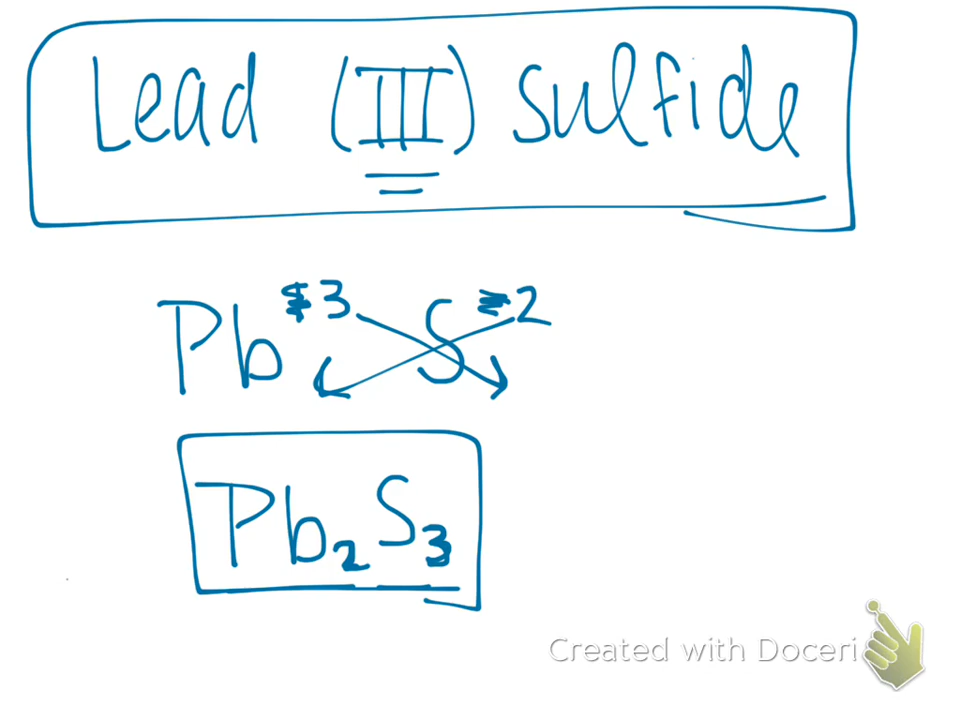 Lead (III) Sulfide
Pb +3 S -2
Pb₂S₃
Created with Doceri